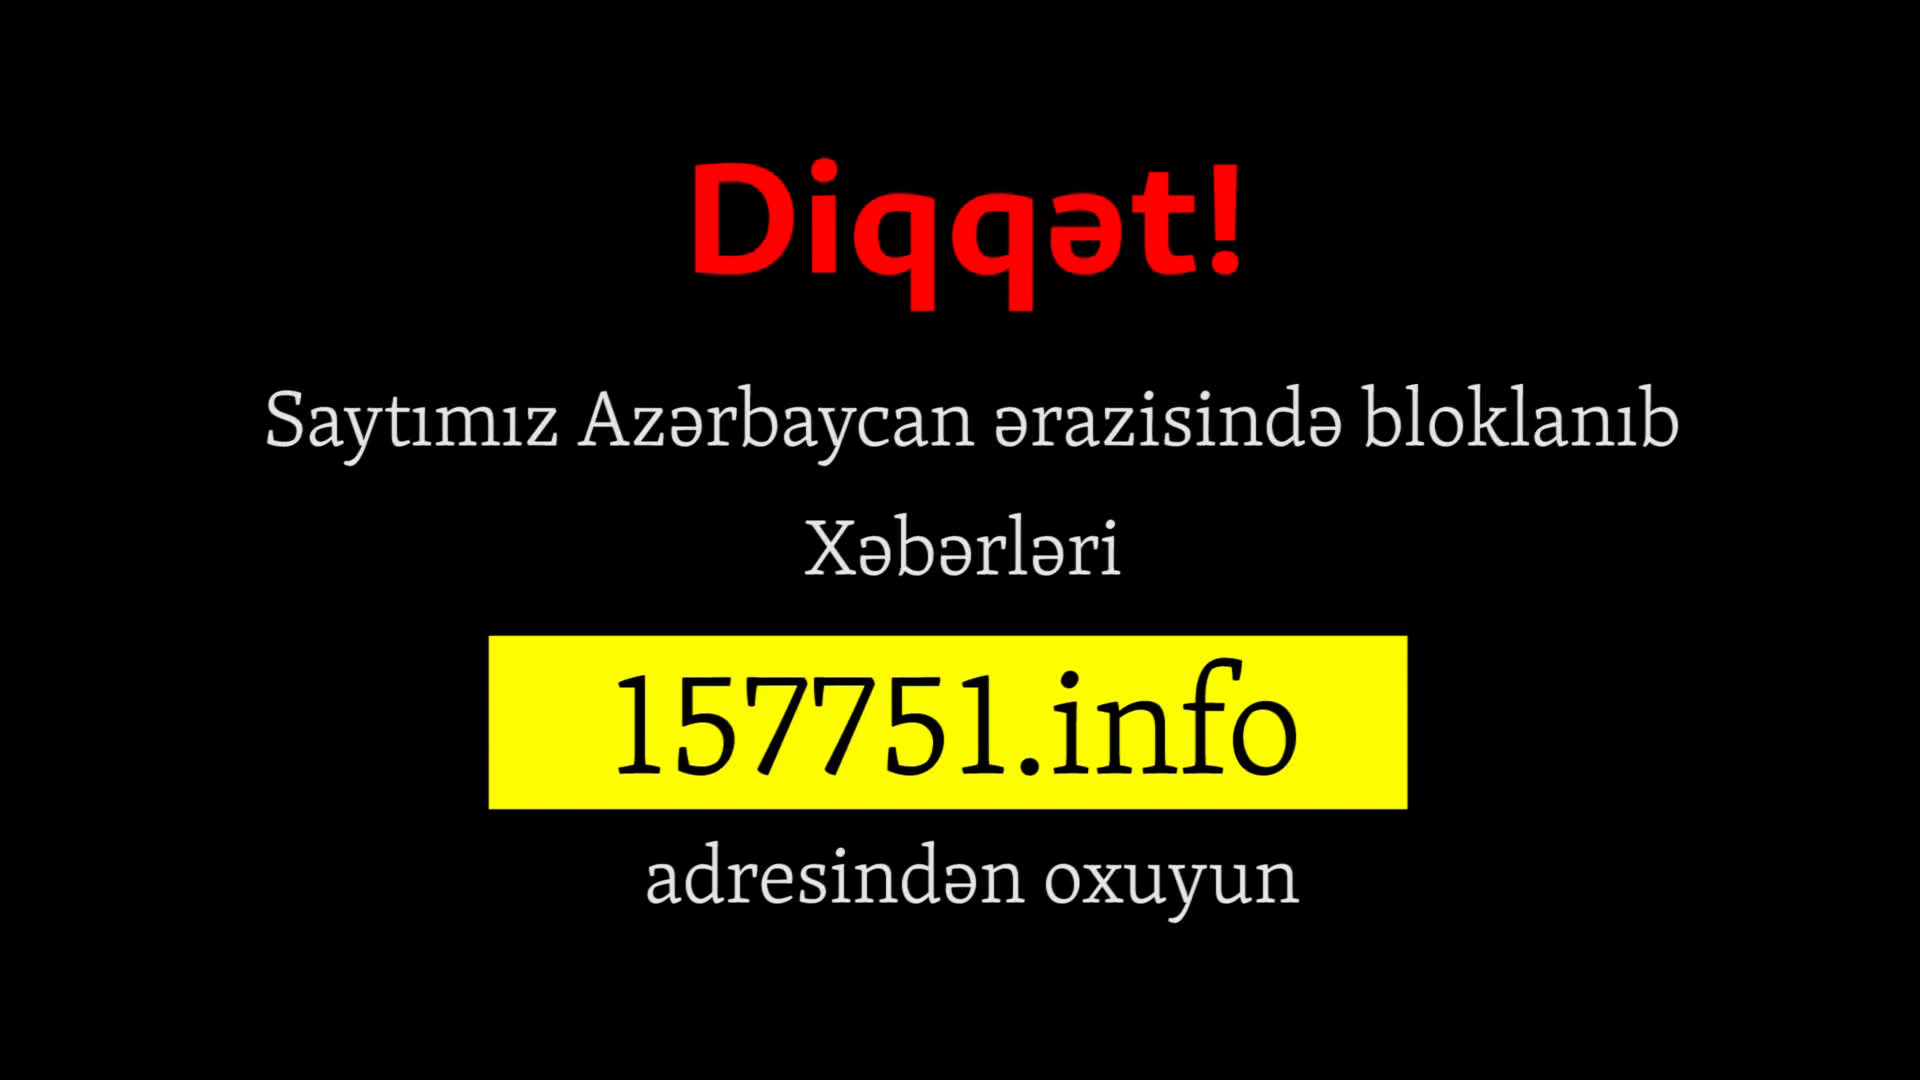 Diqqət!
Saytımız Azərbaycan ərazisində bloklanıb
Xəbərləri
157751.info
adresindən oxuyun